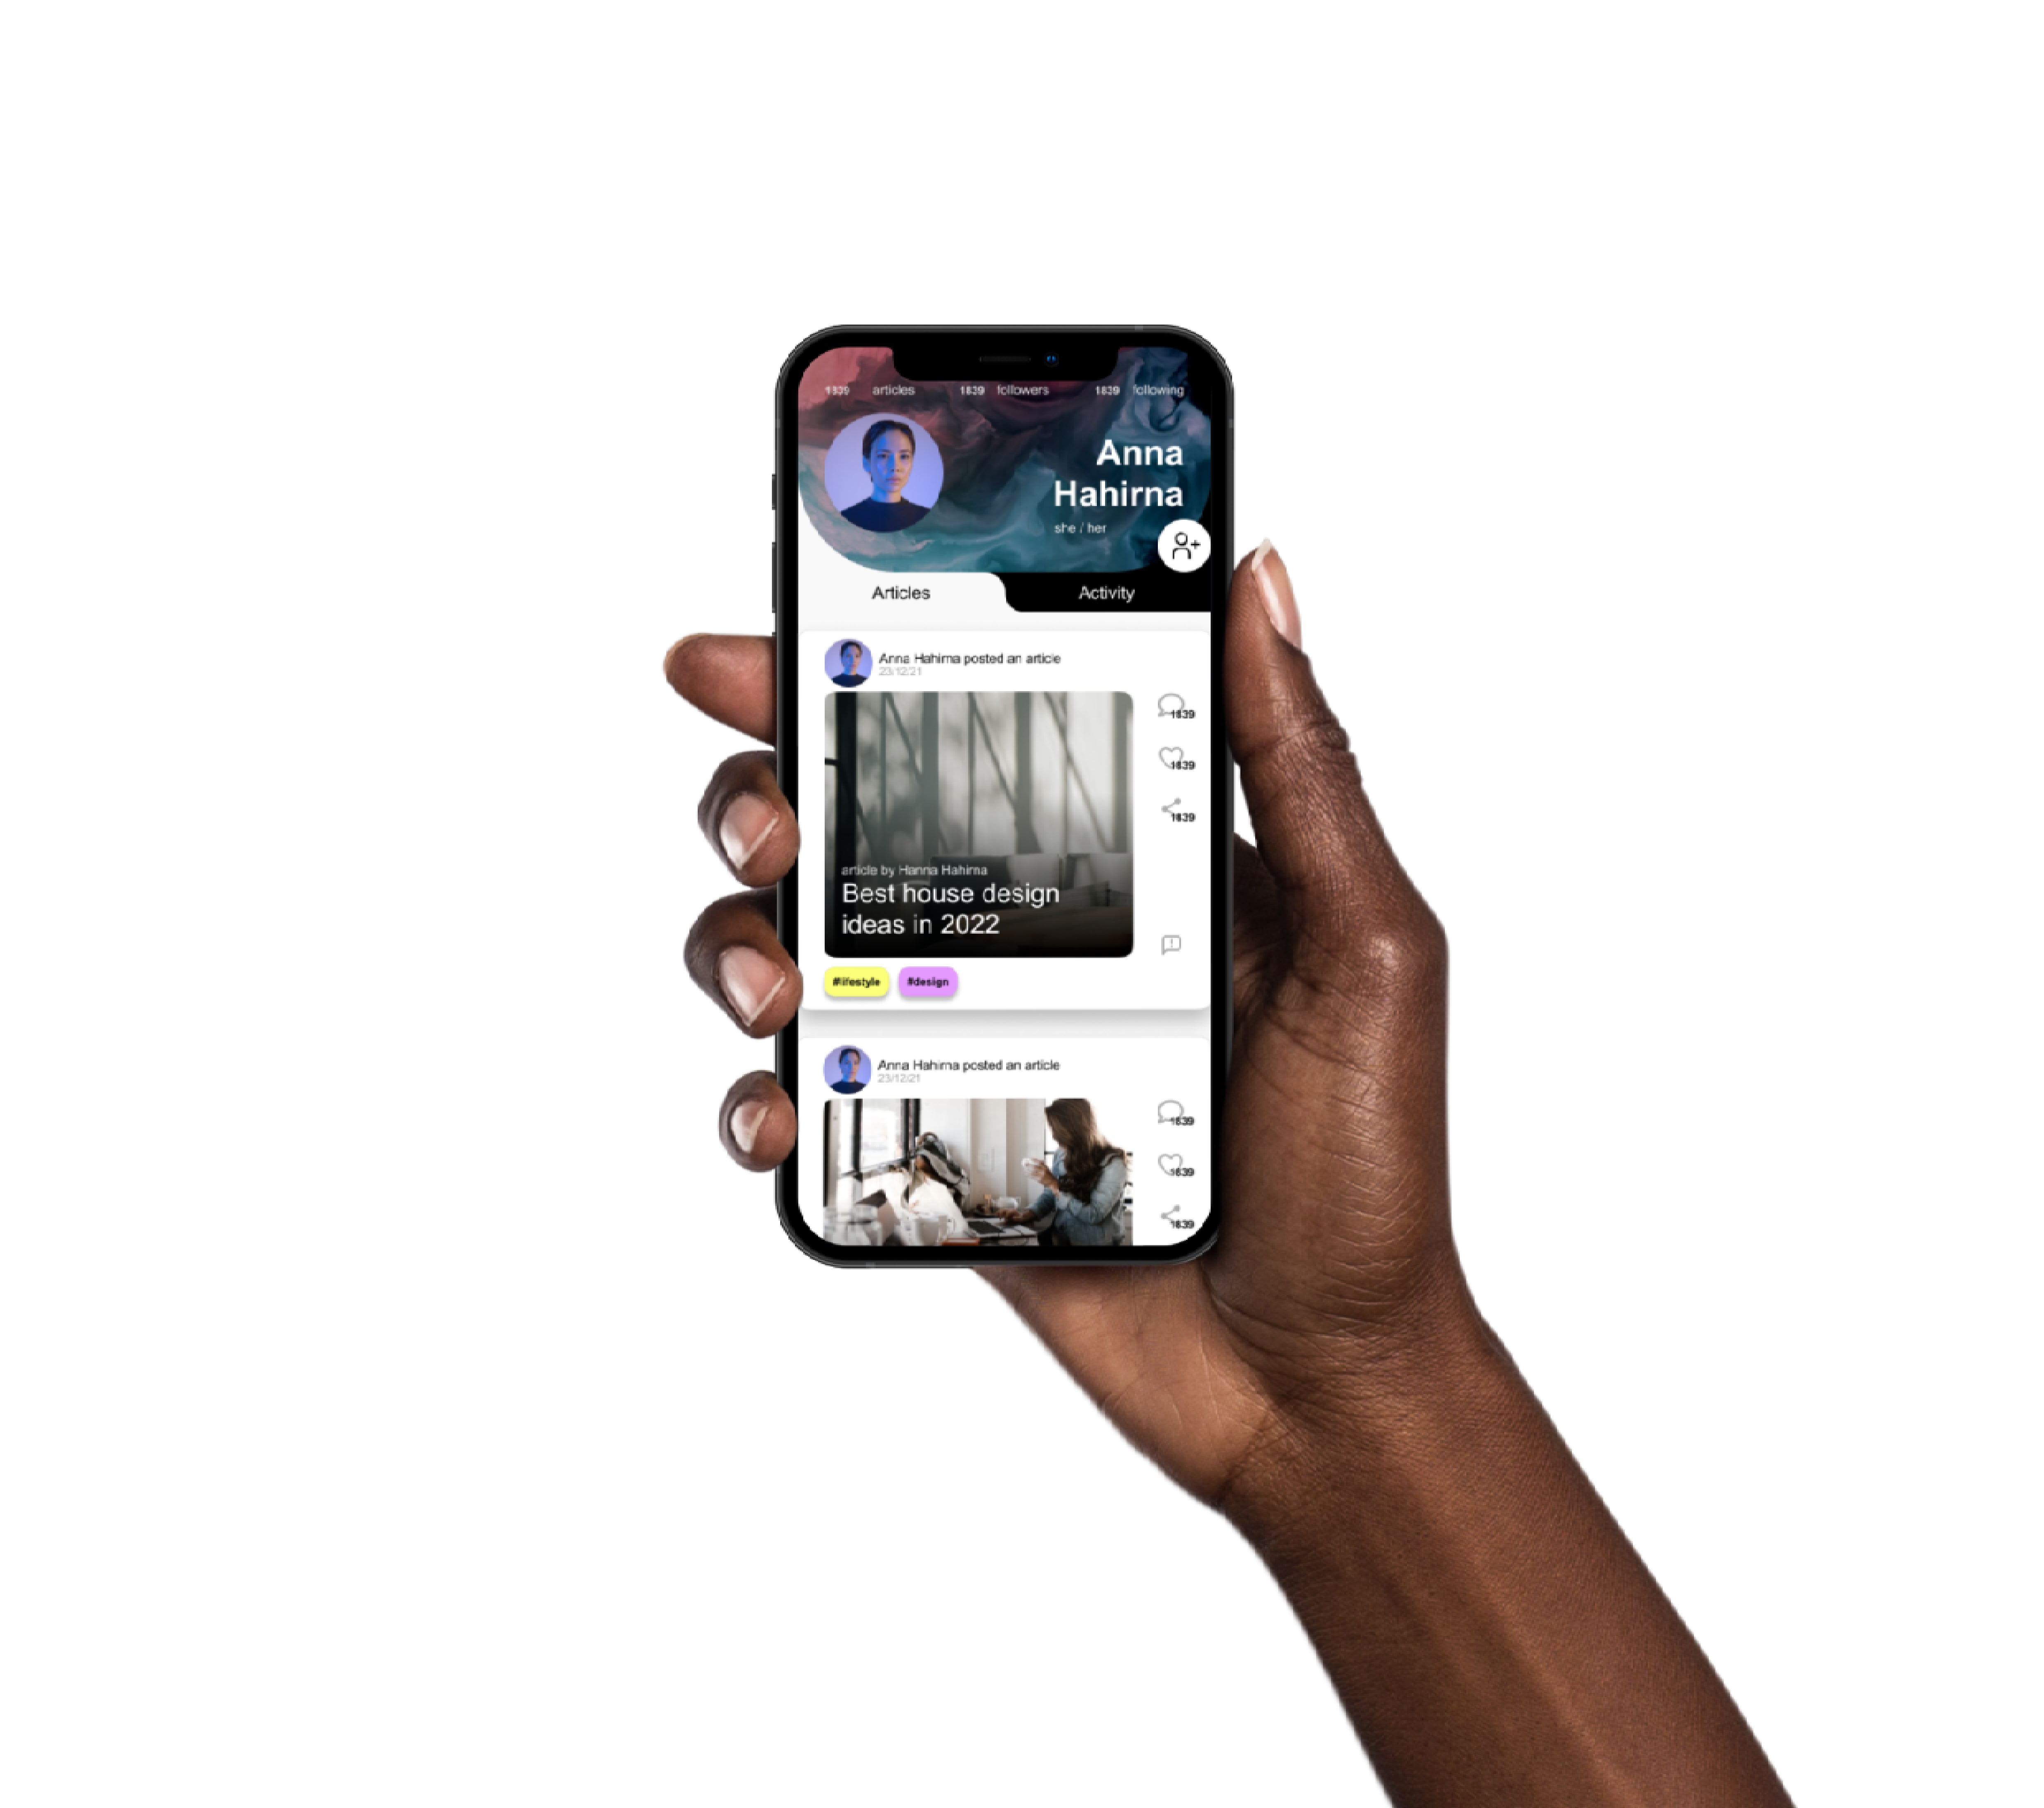 1839 articles 1839 followers 1839 following
Anna
Hahirna
she / her
Articles Activity
Anna Hahirna posted an article
23/12/21
1839
1839
1839
article by Hanna Hahirna
Best house design
ideas in 2022
#lifestyle #design
Anna Hahirna posted an article
23/12/21
1839
1839
1839